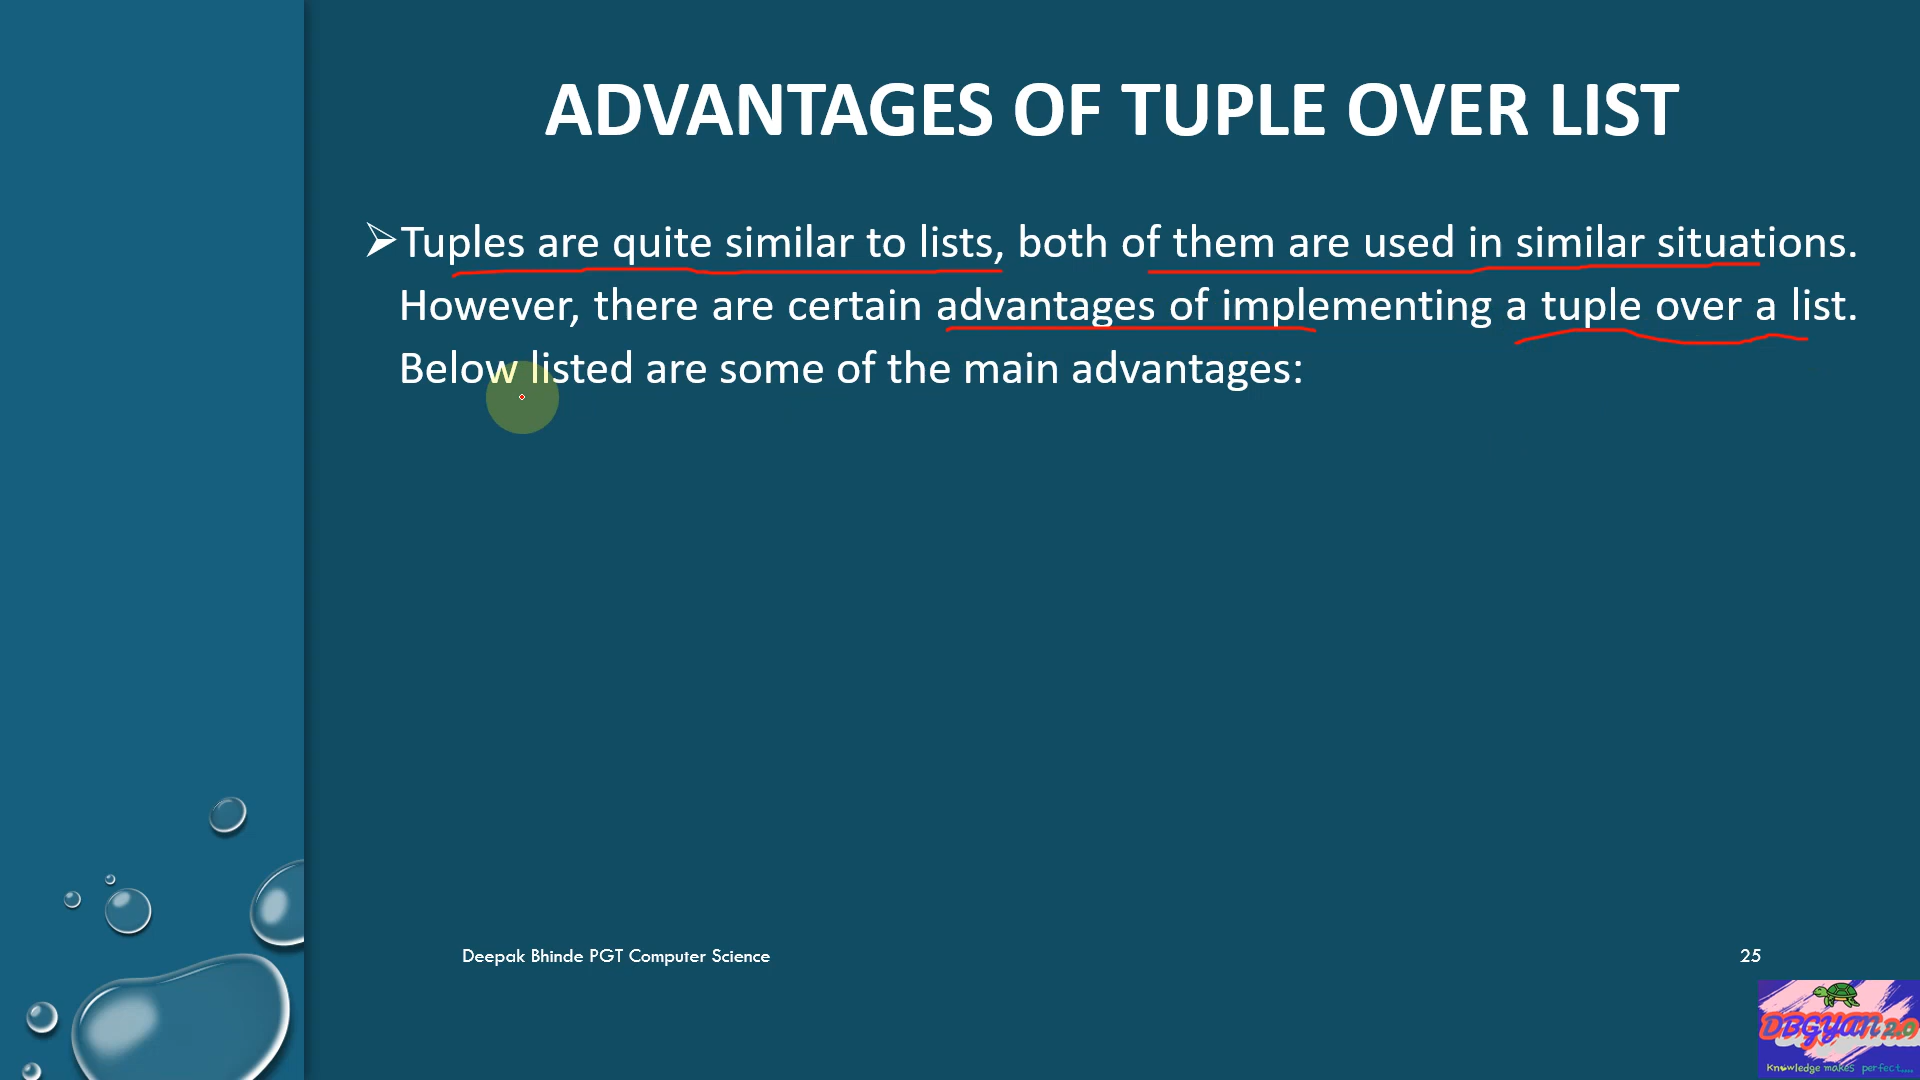 ADVANTAGES OF TUPLE OVER LIST
Tuples are quite similar to lists, both of them are used in similar situations.
However, there are certain advantages of implementing a tuple over a list.
Below listed are some of the main advantages:
Deepak Bhinde PGT Computer Science
25
DBGYAN 2.0
Knowledge makes perfect....